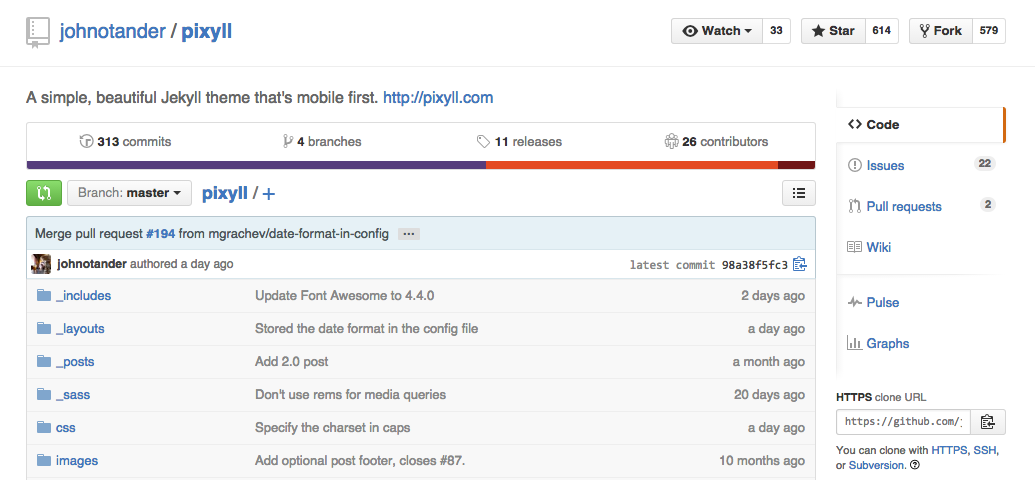 johnotander / pixyll
Watch 33 Star 614 Fork 579
A simple, beautiful Jekyll theme that's mobile first. http://pixyll.com
313 commits 4 branches 11 releases 26 contributors
Branch: master pixyll / +
Merge pull request #194 from mgrachev/date-format-in-config ...
johnotander authored a day ago latest commit 98a38f5fc3
_includes Update Font Awesome to 4.4.0 2 days ago
_layouts Stored the date format in the config file a day ago
_posts Add 2.0 post a month ago
_sass Don't use rems for media queries 20 days ago
css Specify the charset in caps a day ago
images Add optional post footer, closes #87. 10 months ago
Code
Issues 22
Pull requests 2
Wiki
Pulse
Graphs
HTTPS clone URL
https://github.com/
You can clone with HTTPS, SSH,
or Subversion.